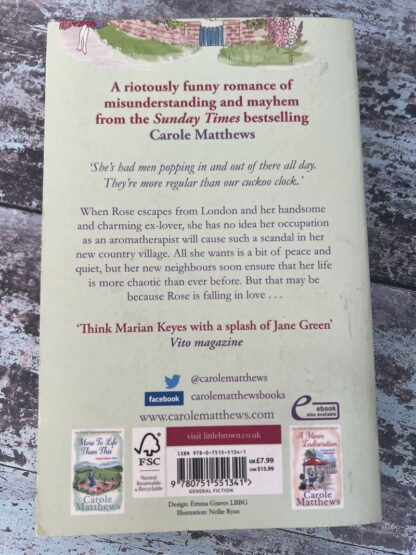 A riotously funny romance of
misunderstanding and mayhem
from the Sunday Times bestselling
Carole Matthews
‘She’s had men popping in and out of there all day.
They’re more regular than our cuckoo clock.’
When Rose escapes from London and her handsome
and charming ex-lover, she has no idea her occupation
as an aromatherapist will cause such a scandal in her
new country village. All she wants is a bit of peace and
quiet, but her new neighbours soon ensure that her life
is more chaotic than ever before. But that may
be because Rose is falling in love . . .
‘Think Marian Keyes with a splash of Jane Green’
Vito magazine
@carolematthews
facebook carolematthewsbooks
www.carolematthews.com
e ebook
also available
visit littlebrown.co.uk
More To Life
Than This
Carole
Matthews
FSC
Natural
Renewable
& Recyclable
ISBN 978-0-7515-5134-1
9 780751 551341
GENERAL FICTION
UK £7.99
CAN $15.99
A Minor
Indiscretion
Carole
Matthews
Design: Emma Graves LBBG
Illustration: Nellie Ryan